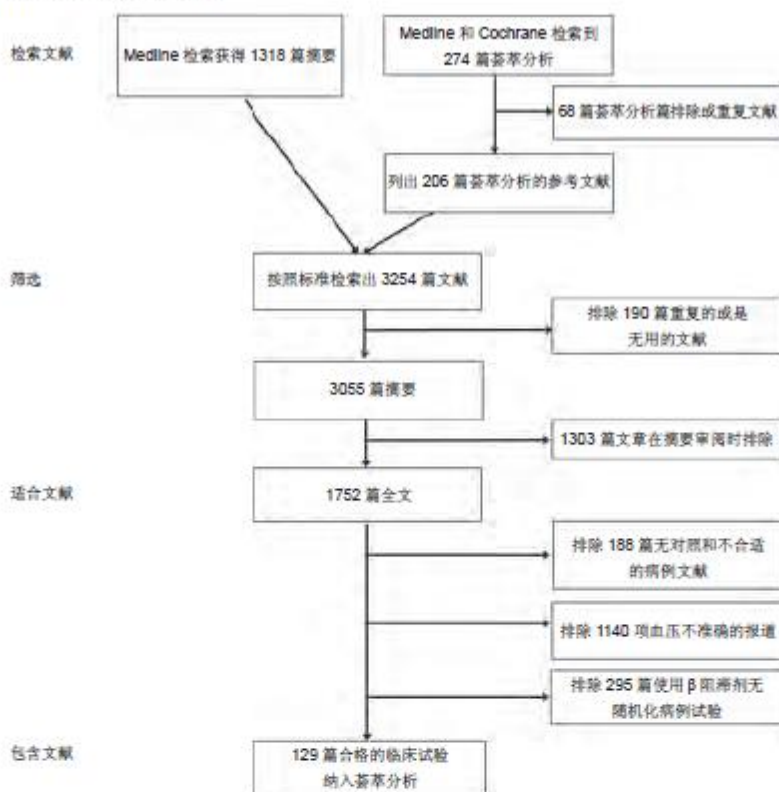 检索文献
Medline 检索获得 1318 篇摘要
Medline 和 Cochrane 检索到
274 篇荟萃分析
68 篇荟萃分析篇排除或重复文献
列出 206 篇荟萃分析的参考文献
筛选
按照标准检索出 3254 篇文献
排除 190 篇重复的或是
无用的文献
3055 篇摘要
1303 篇文章在摘要审阅时排除
适合文献
1752 篇全文
排除 188 篇无对照和不合适
的病例文献
排除 1140 项血压不准确的报道
排除 295 篇使用 β 阻滞剂无
随机化病例试验
包含文献
129 篇合格的临床试验
纳入荟萃分析